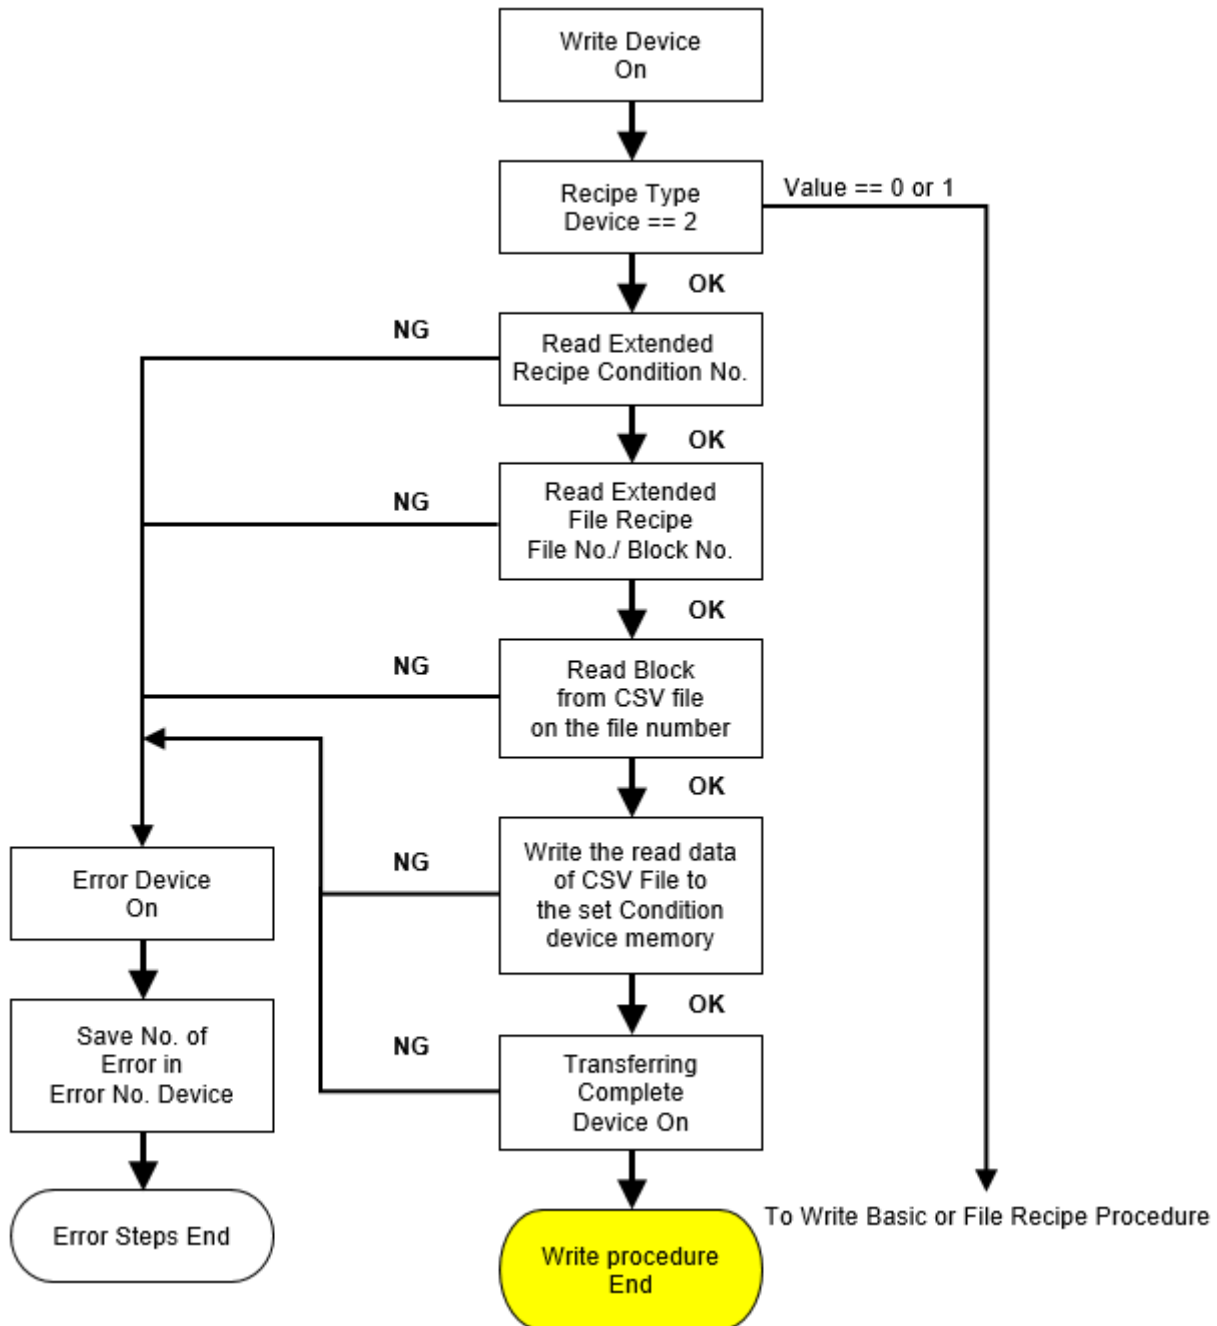 Write Device
On
Recipe Type
Device == 2
Value == 0 or 1
OK
NG
Read Extended
Recipe Condition No.
OK
NG
Read Extended
File Recipe
File No./ Block No.
OK
NG
Read Block
from CSV file
on the file number
OK
NG
Write the read data
of CSV File to
the set Condition
device memory
Error Device
On
OK
NG
Transferring
Complete
Device On
Save No. of
Error in
Error No. Device
To Write Basic or File Recipe Procedure
Error Steps End
Write procedure
End